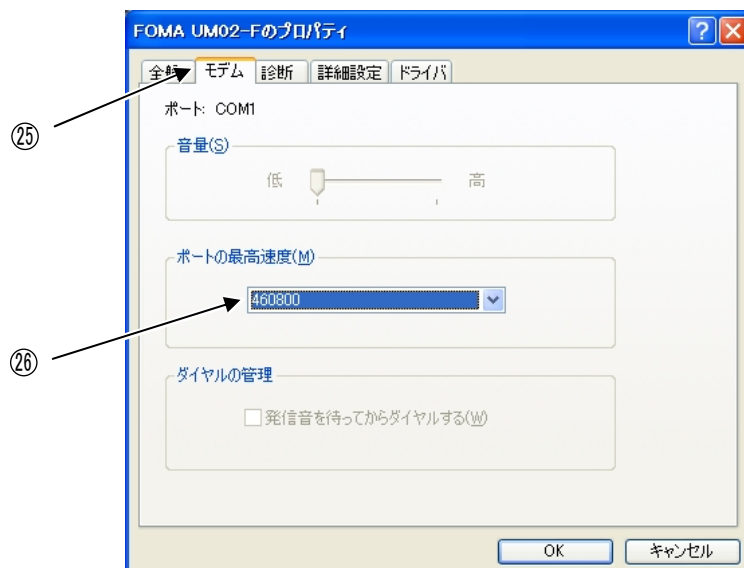 FOMA UM02-Fのプロパティ
モデム 診断 詳細設定 ドライバ
ポート: COM1
㉕
音量(S)
低 高
ポートの最高速度(M)
460800
㉖
ダイヤルの管理
発信音を待ってからダイヤルする(W)
OK キャンセル